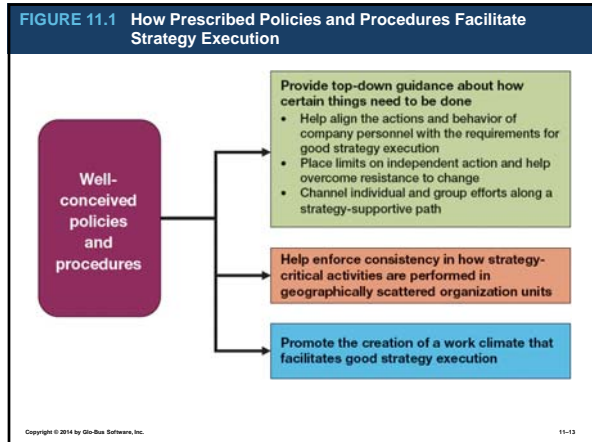 FIGURE 11.1 How Prescribed Policies and Procedures Facilitate
Strategy Execution
Well-
conceived
policies
and
procedures
Provide top-down guidance about how
certain things need to be done
• Help align the actions and behavior of
company personnel with the requirements for
good strategy execution
• Place limits on independent action and help
overcome resistance to change
• Channel individual and group efforts along a
strategy-supportive path
Help enforce consistency in how strategy-
critical activities are performed in
geographically scattered organization units
Promote the creation of a work climate that
facilitates good strategy execution
Copyright © 2014 by Glo-Bus Software, Inc.
11–13